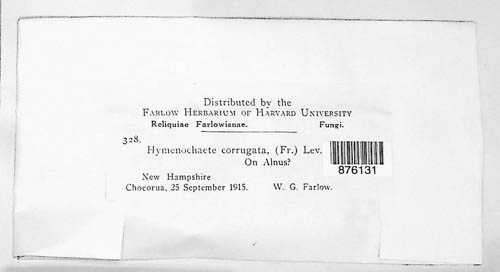 Distributed by the
FARLOW HERBARIUM OF HARVARD UNIVERSITY
Reliquiae Farlowianae. Fungi.
328.
Hymenochaete corrugata, (Fr.) Lev.
On Alnus?
876131
New Hampshire
Chocorua, 25 September 1915. W. G. Farlow.